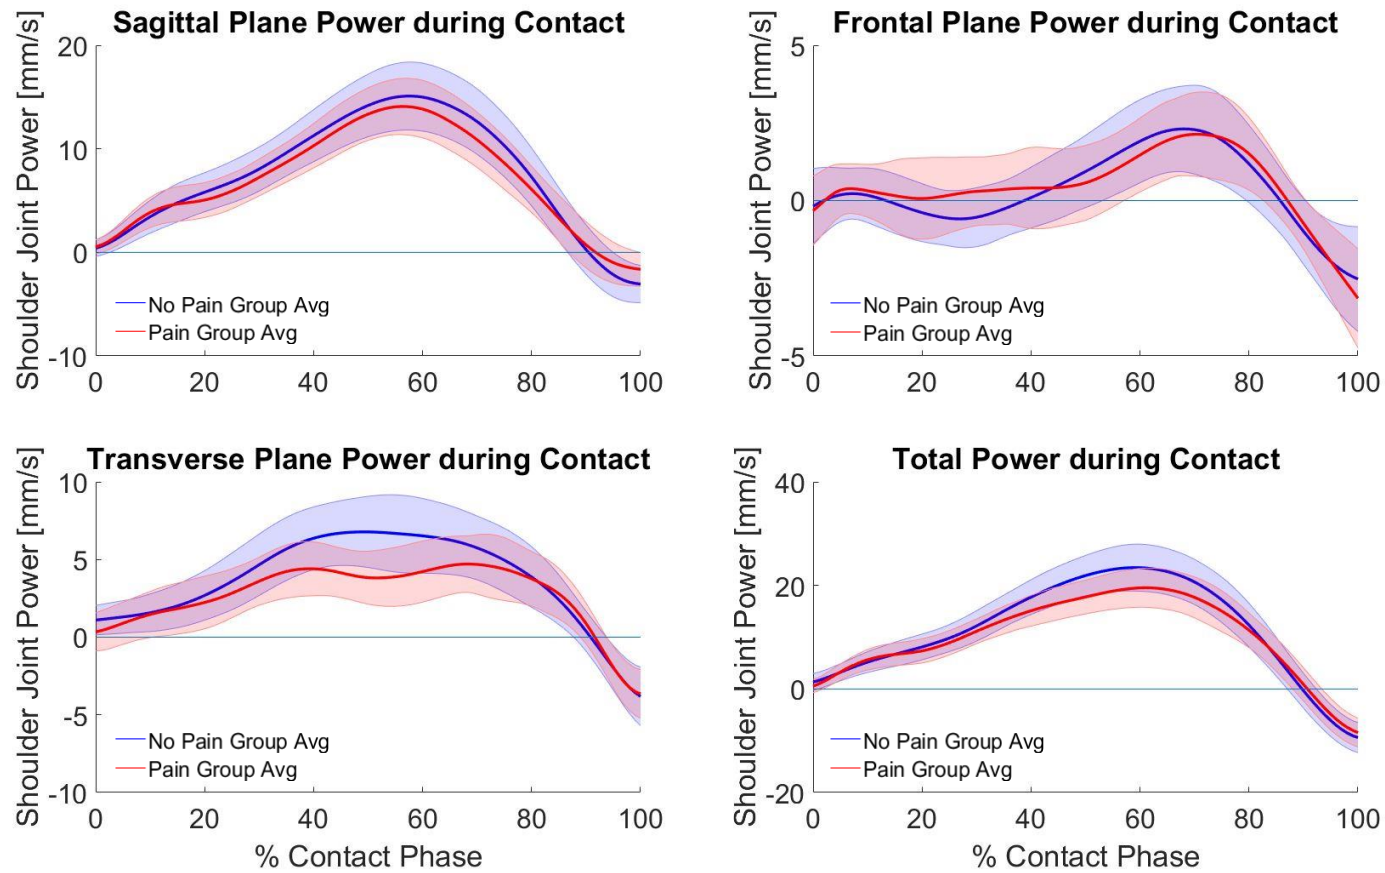 Sagittal Plane Power during Contact
Shoulder Joint Power [mm/s]
20
10
0
-10
No Pain Group Avg
Pain Group Avg
0 20 40 60 80 100
Frontal Plane Power during Contact
Shoulder Joint Power [mm/s]
5
0
-5
No Pain Group Avg
Pain Group Avg
0 20 40 60 80 100
Transverse Plane Power during Contact
Shoulder Joint Power [mm/s]
10
5
0
-5
-10
No Pain Group Avg
Pain Group Avg
0 20 40 60 80 100
% Contact Phase
Total Power during Contact
Shoulder Joint Power [mm/s]
40
20
0
-20
No Pain Group Avg
Pain Group Avg
0 20 40 60 80 100
% Contact Phase